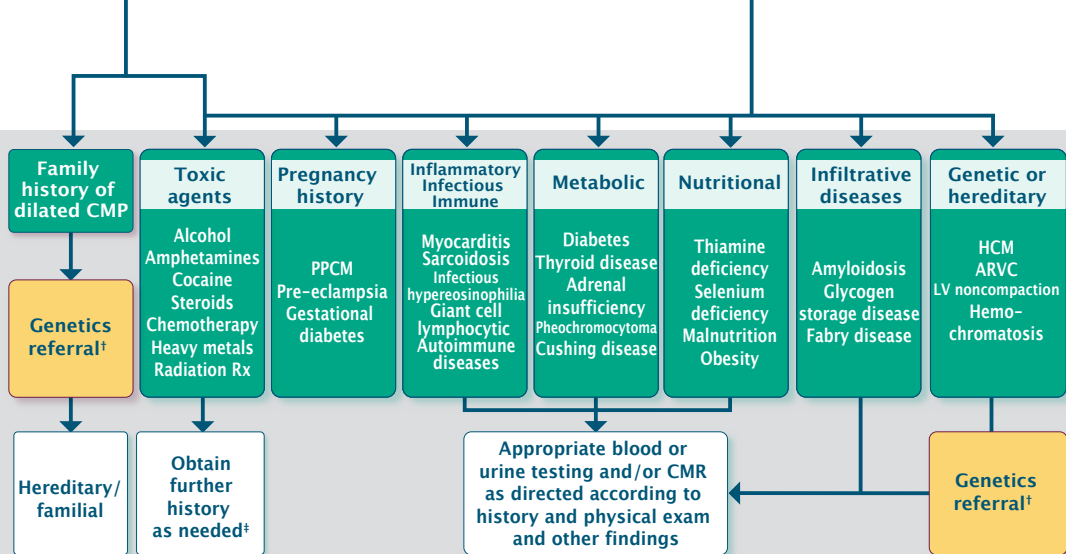 Family
history of
dilated CMP
Genetics
referral†
Hereditary/
familial
Toxic
agents
Alcohol
Amphetamines
Cocaine
Steroids
Chemotherapy
Heavy metals
Radiation Rx
Obtain
further
history
as needed‡
Pregnancy
history
PPCM
Pre-eclampsia
Gestational
diabetes
Inflammatory
Infectious
Immune
Myocarditis
Sarcoidosis
Infectious
hypereosinophilia
Giant cell
lymphocytic
Autoimmune
diseases
Metabolic
Diabetes
Thyroid disease
Adrenal
insufficiency
Pheochromocytoma
Cushing disease
Nutritional
Thiamine
deficiency
Selenium
deficiency
Malnutrition
Obesity
Appropriate blood or
urine testing and/or CMR
as directed according to
history and physical exam
and other findings
Infiltrative
diseases
Amyloidosis
Glycogen
storage disease
Fabry disease
Genetic or
hereditary
HCM
ARVC
LV noncompaction
Hemo-
chromatosis
Genetics
referral†